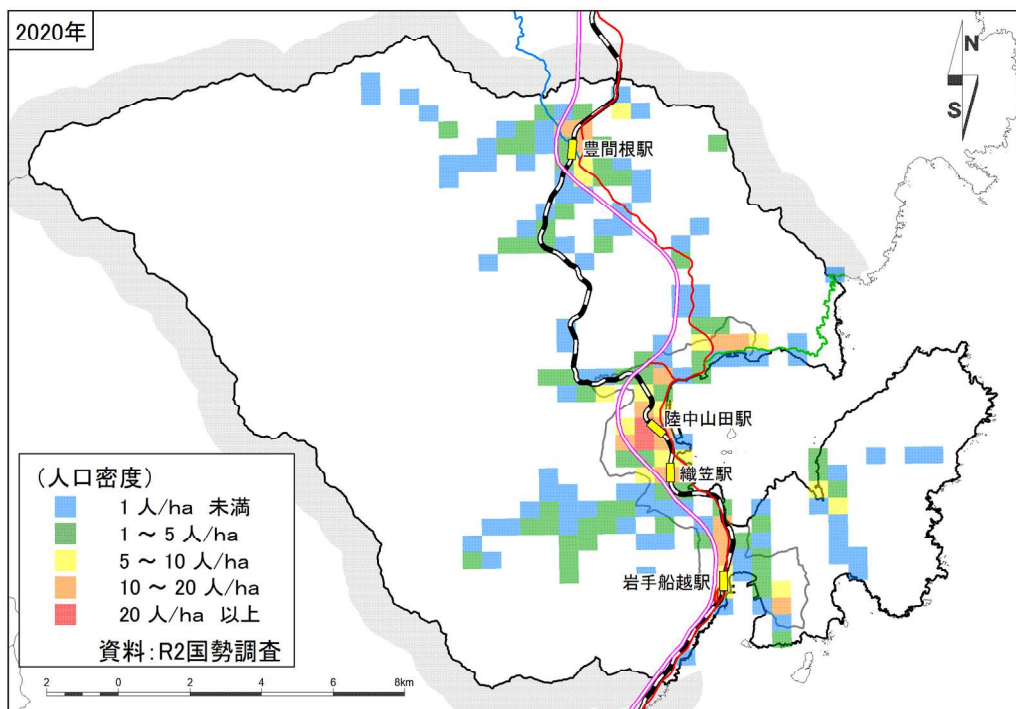 2020年
N
S
豊間根駅
陸中山田駅
織笠駅
岩手船越駅
（人口密度）
1 人/ha 未満
1 ～ 5 人/ha
5 ～ 10 人/ha
10 ～ 20 人/ha
20 人/ha 以上
資料：R2国勢調査
2 0 2 4 6 8km